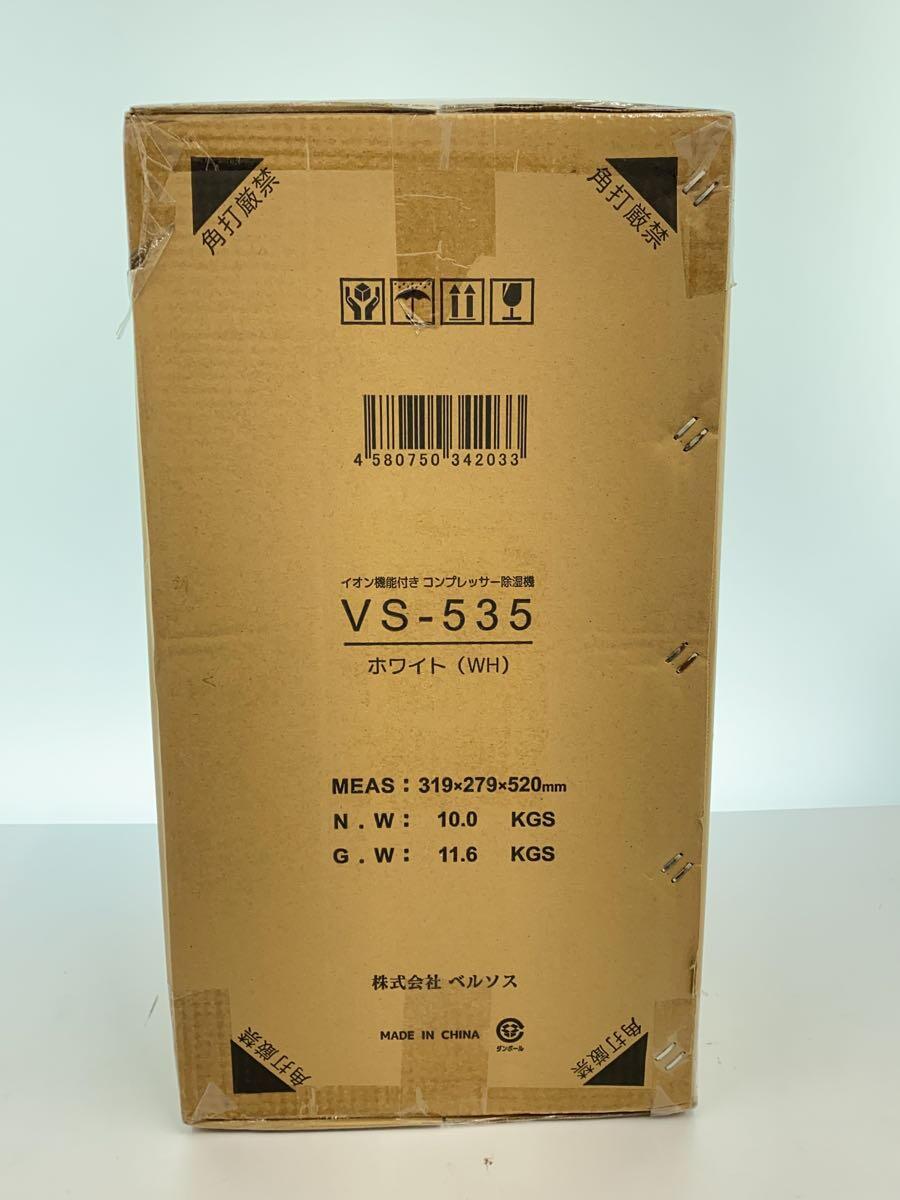 角打厳禁
角打厳禁
4 580750 342033
イオン機能付き コンプレッサー除湿機
VS-535
ホワイト（WH）
MEAS：319×279×520mm
N．W： 10.0 KGS
G．W： 11.6 KGS
株式会社 ベルソス
MADE IN CHINA
ダンボール
角打厳禁
角打厳禁